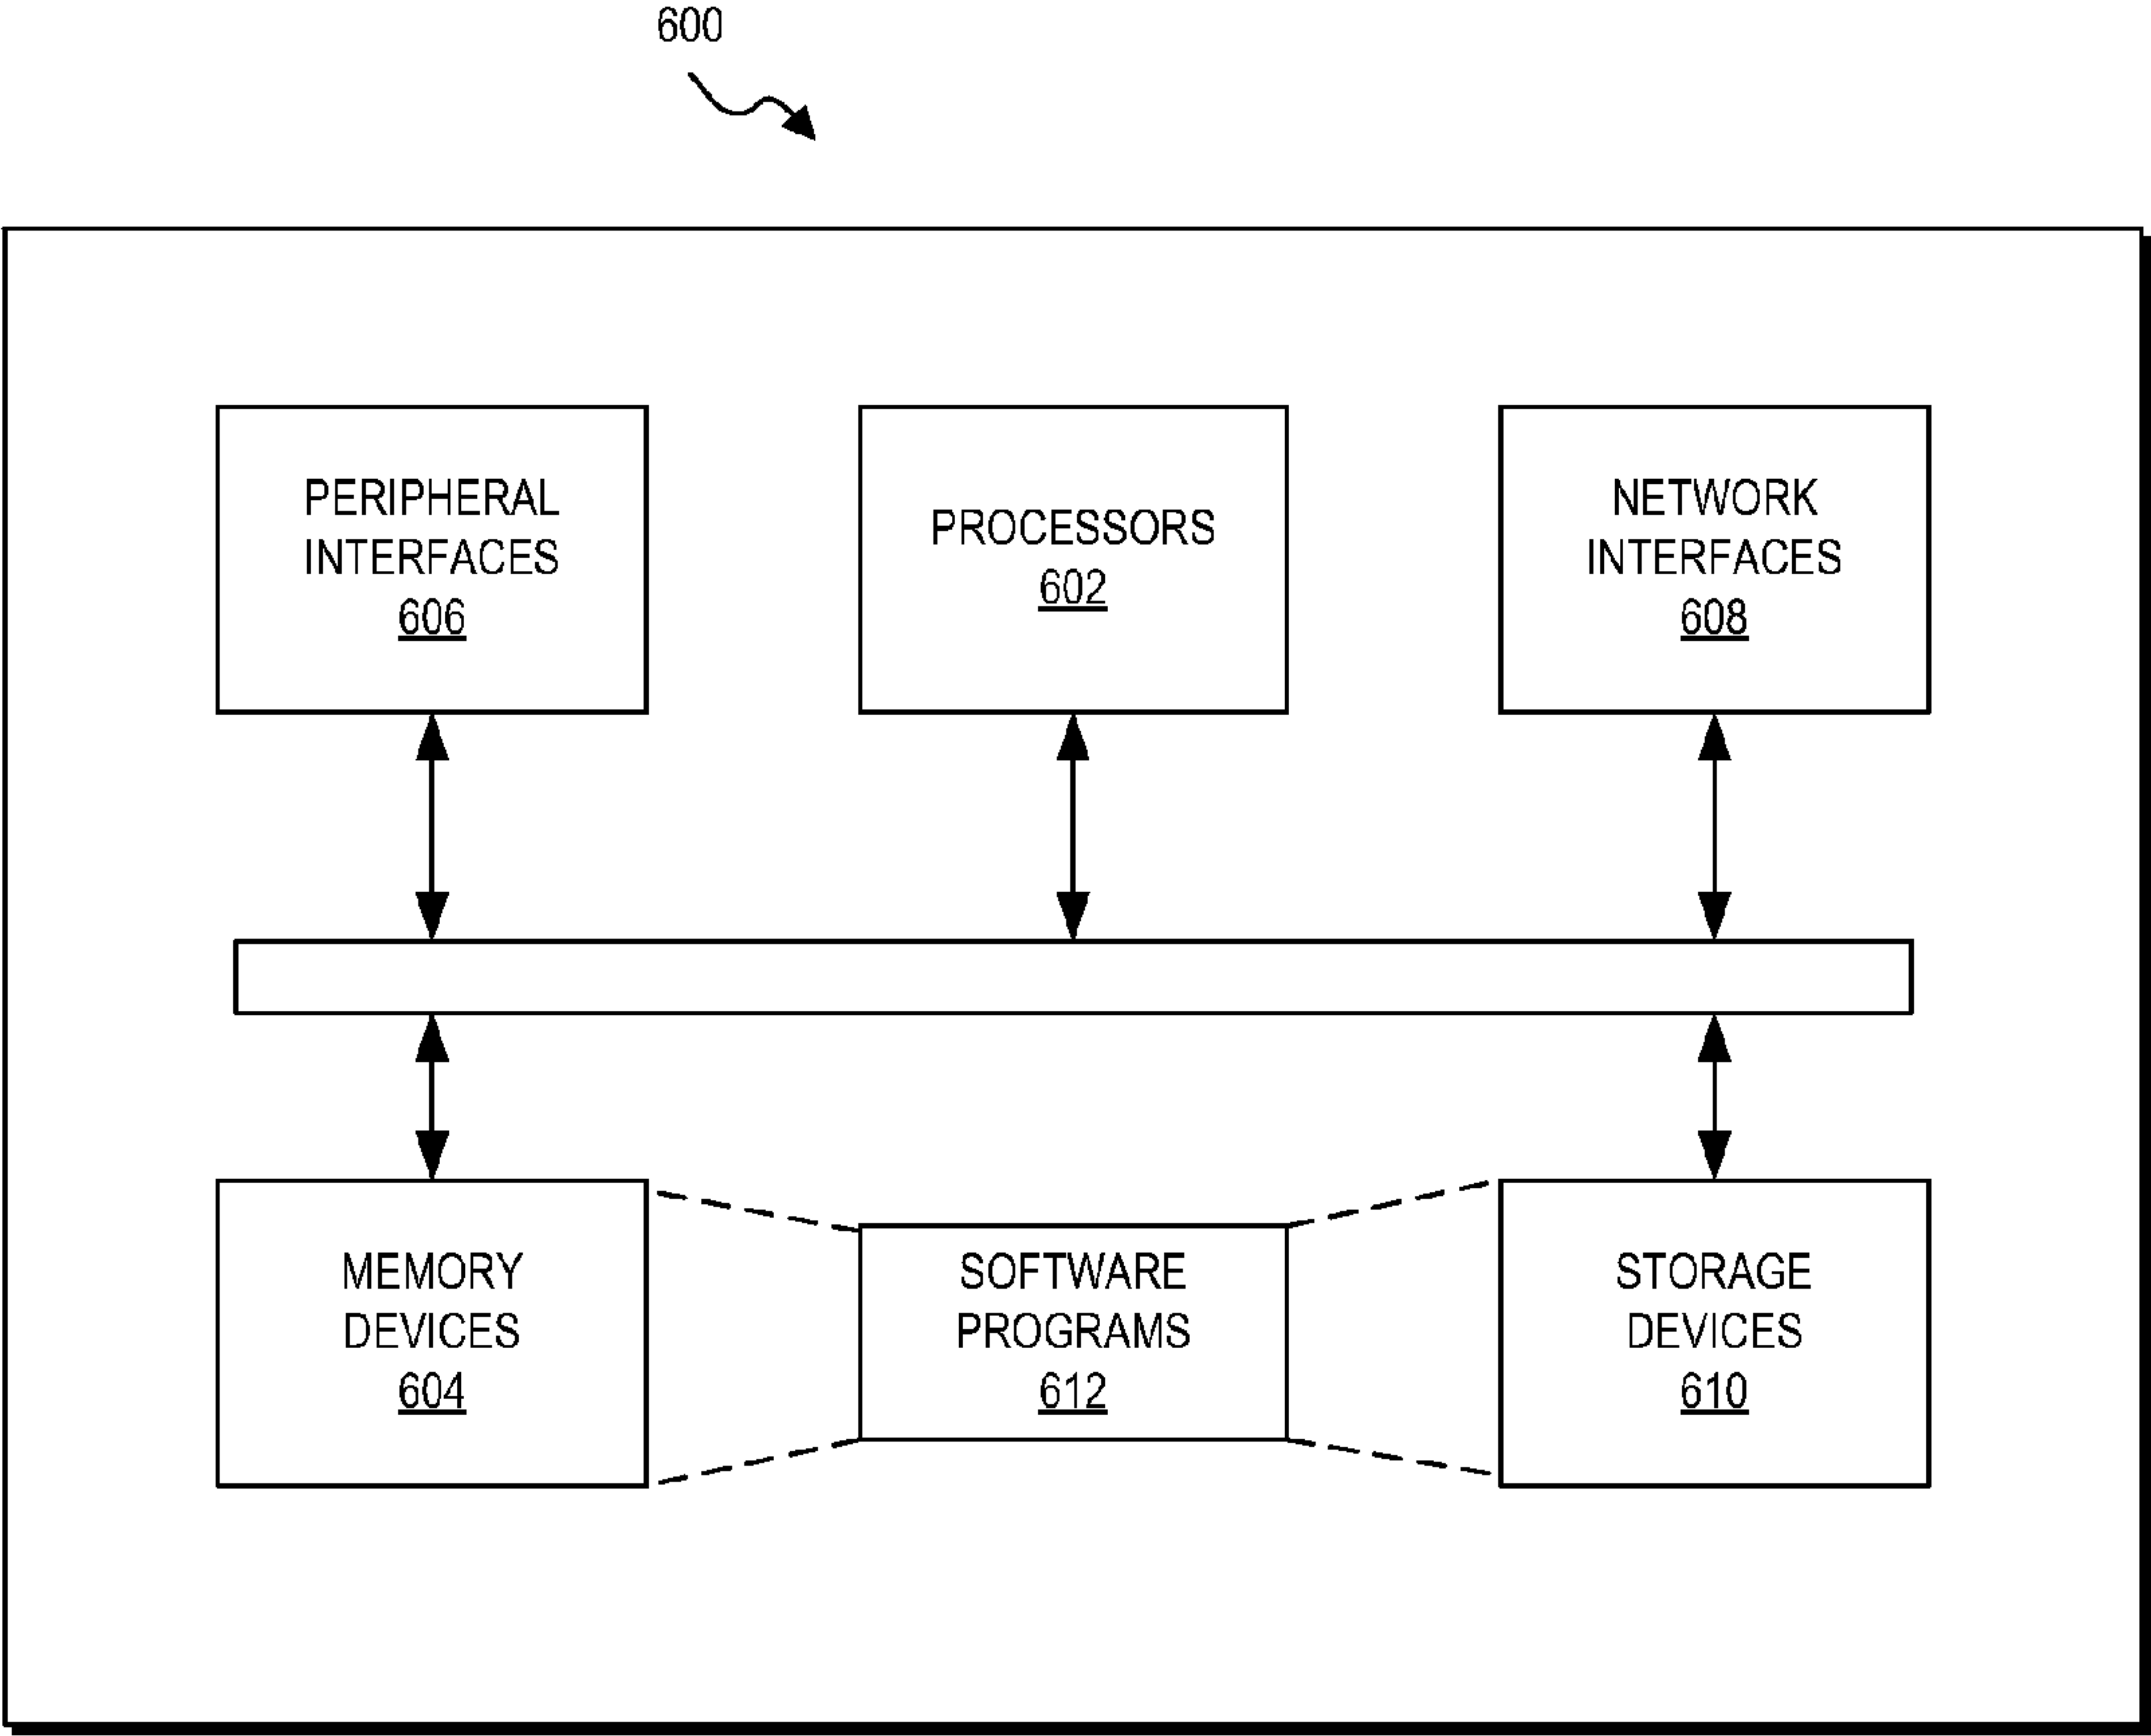 600
PERIPHERAL
INTERFACES
606
PROCESSORS
602
NETWORK
INTERFACES
608
MEMORY
DEVICES
604
SOFTWARE
PROGRAMS
612
STORAGE
DEVICES
610